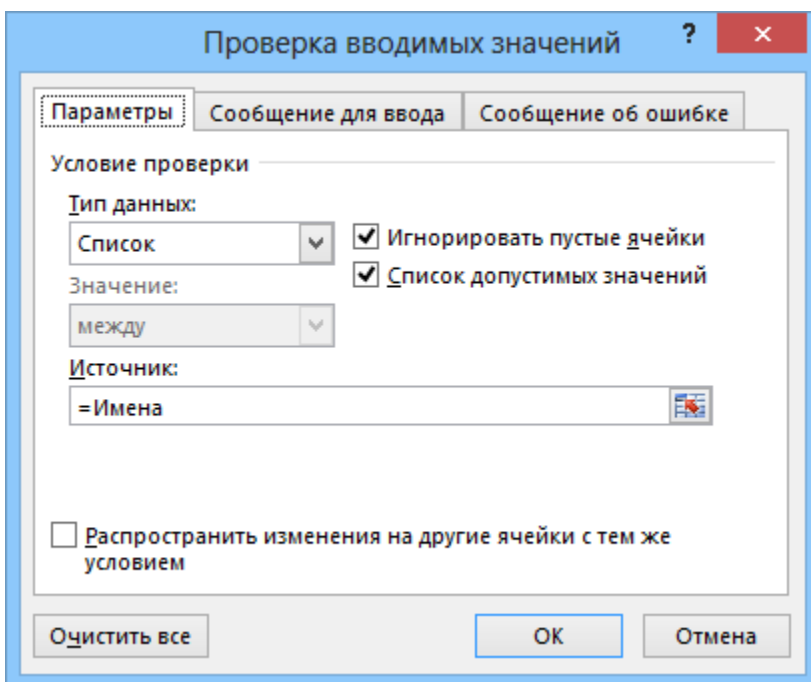 Проверка вводимых значений ? ×
Параметры Сообщение для ввода Сообщение об ошибке
Условие проверки
Тип данных:
Список
Игнорировать пустые ячейки
Список допустимых значений
Значение:
между
Источник:
=Имена
Распространить изменения на другие ячейки с тем же
условием
Очистить все ОК Отмена